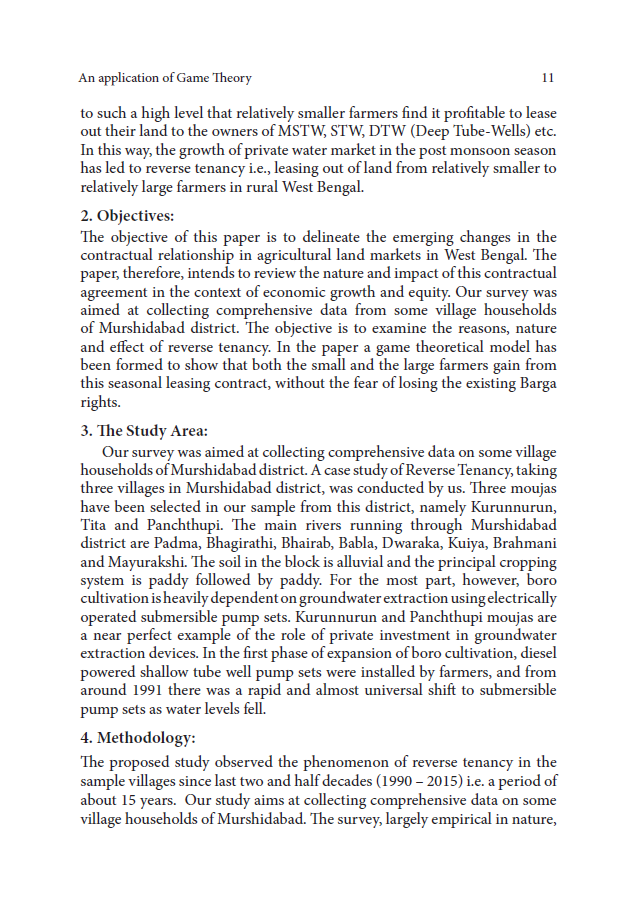 An application of Game Theory 11
to such a high level that relatively smaller farmers find it profitable to lease
out their land to the owners of MSTW, STW, DTW (Deep Tube-Wells) etc.
In this way, the growth of private water market in the post monsoon season
has led to reverse tenancy i.e., leasing out of land from relatively smaller to
relatively large farmers in rural West Bengal.
2. Objectives:
The objective of this paper is to delineate the emerging changes in the
contractual relationship in agricultural land markets in West Bengal. The
paper, therefore, intends to review the nature and impact of this contractual
agreement in the context of economic growth and equity. Our survey was
aimed at collecting comprehensive data from some village households
of Murshidabad district. The objective is to examine the reasons, nature
and effect of reverse tenancy. In the paper a game theoretical model has
been formed to show that both the small and the large farmers gain from
this seasonal leasing contract, without the fear of losing the existing Barga
rights.
3. The Study Area:
Our survey was aimed at collecting comprehensive data on some village
households of Murshidabad district. A case study of Reverse Tenancy, taking
three villages in Murshidabad district, was conducted by us. Three moujas
have been selected in our sample from this district, namely Kurunnurun,
Tita and Panchthupi. The main rivers running through Murshidabad
district are Padma, Bhagirathi, Bhairab, Babla, Dwaraka, Kuiya, Brahmani
and Mayurakshi. The soil in the block is alluvial and the principal cropping
system is paddy followed by paddy. For the most part, however, boro
cultivation is heavily dependent on groundwater extraction using electrically
operated submersible pump sets. Kurunnurun and Panchthupi moujas are
a near perfect example of the role of private investment in groundwater
extraction devices. In the first phase of expansion of boro cultivation, diesel
powered shallow tube well pump sets were installed by farmers, and from
around 1991 there was a rapid and almost universal shift to submersible
pump sets as water levels fell.
4. Methodology:
The proposed study observed the phenomenon of reverse tenancy in the
sample villages since last two and half decades (1990 – 2015) i.e. a period of
about 15 years. Our study aims at collecting comprehensive data on some
village households of Murshidabad. The survey, largely empirical in nature,